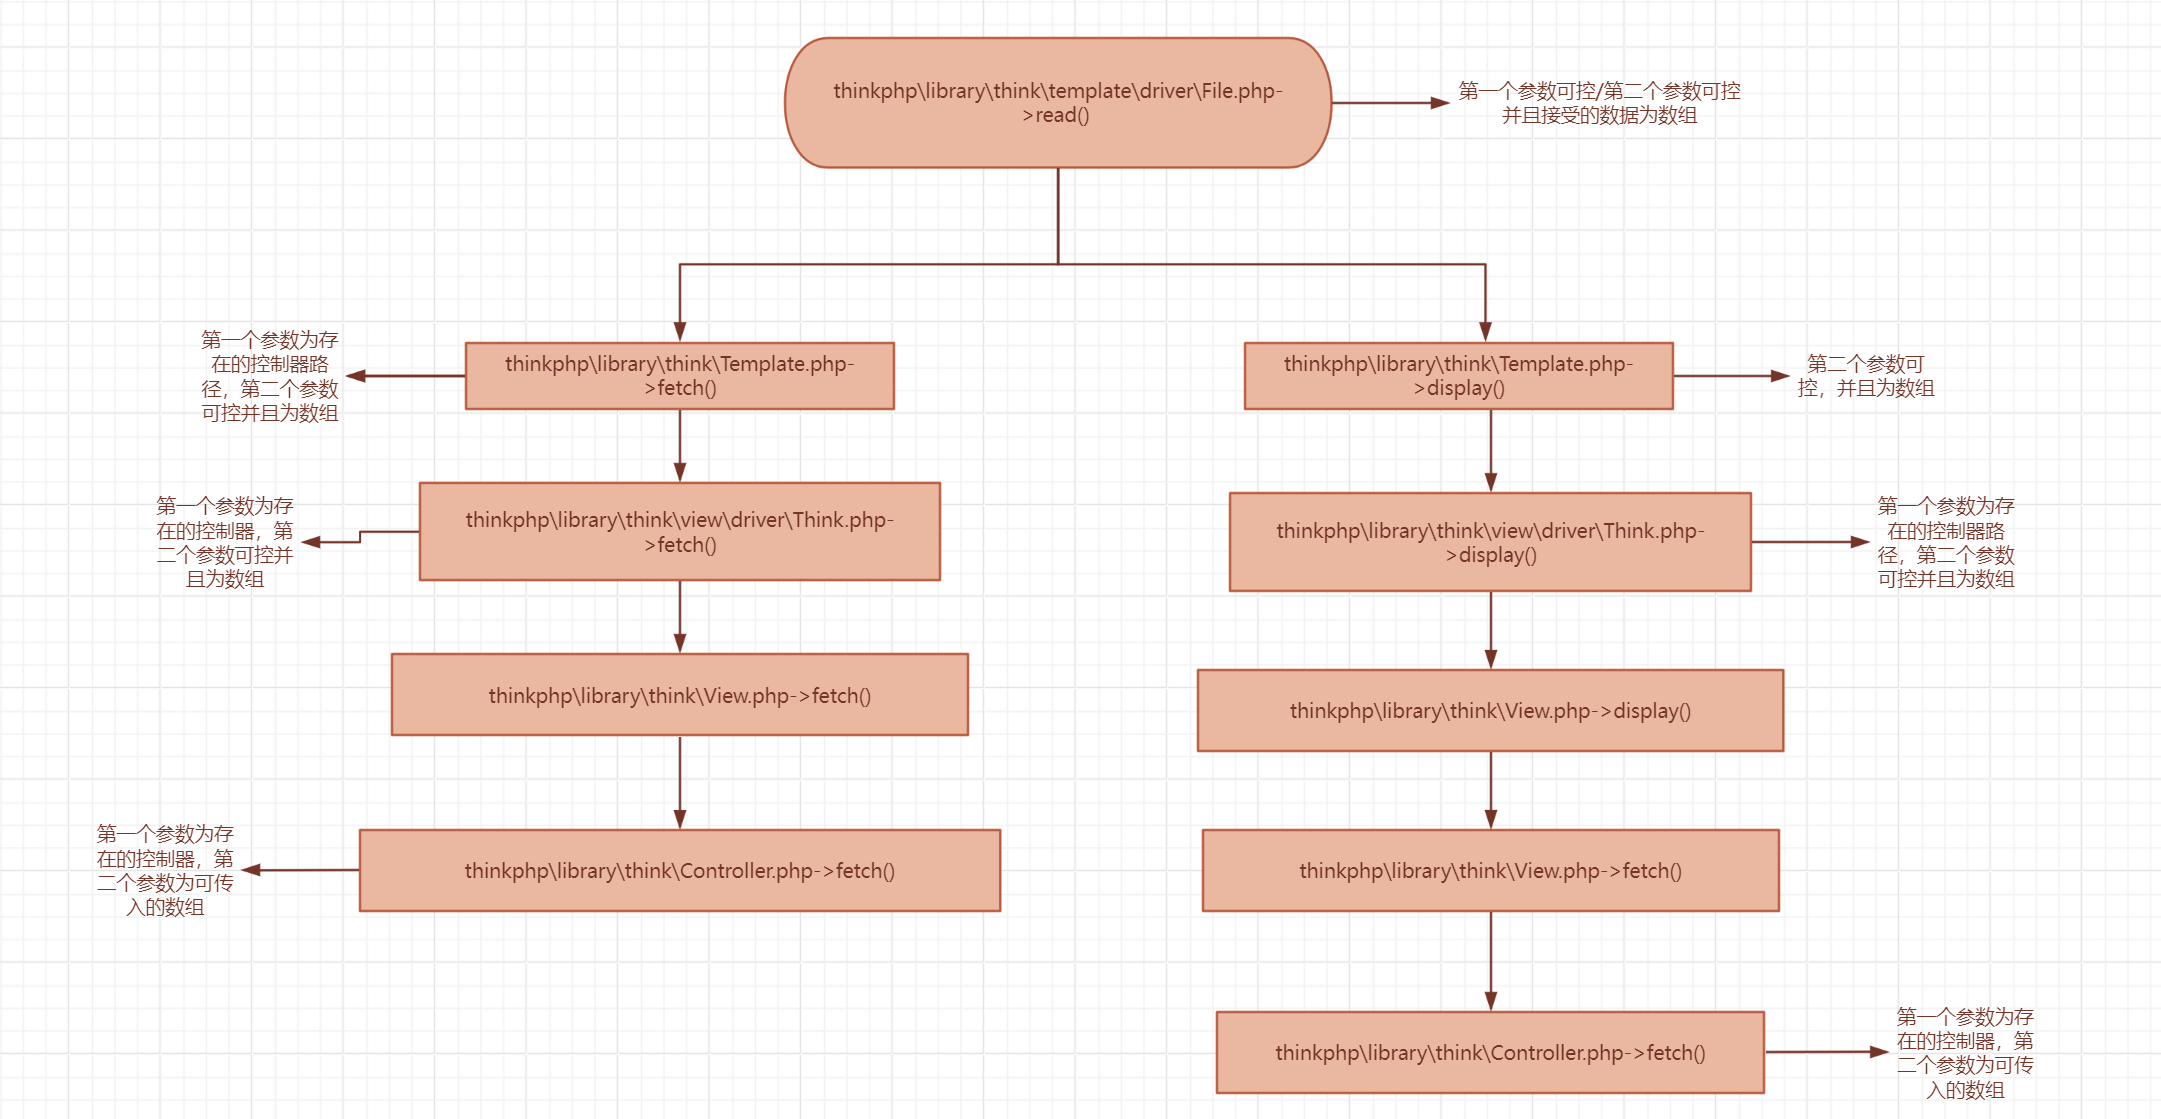 thinkphp\library\think\template\driver\File.php-
>read()
第一个参数可控/第二个参数可控
并且接受的数据为数组
第一个参数为存
在的控制器路
径，第二个参数
可控并且为数组
thinkphp\library\think\Template.php-
>fetch()
thinkphp\library\think\Template.php-
>display()
第二个参数可
控，并且为数组
第一个参数为存
在的控制器，第
二个参数可控并
且为数组
thinkphp\library\think\view\driver\Think.php-
>fetch()
thinkphp\library\think\view\driver\Think.php-
>display()
第一个参数为存
在的控制器路
径，第二个参数
可控并且为数组
thinkphp\library\think\View.php->fetch()
thinkphp\library\think\View.php->display()
第一个参数为存
在的控制器，第
二个参数为可传
入的数组
thinkphp\library\think\Controller.php->fetch()
thinkphp\library\think\View.php->fetch()
thinkphp\library\think\Controller.php->fetch()
第一个参数为存
在的控制器，第
二个参数为可传
入的数组